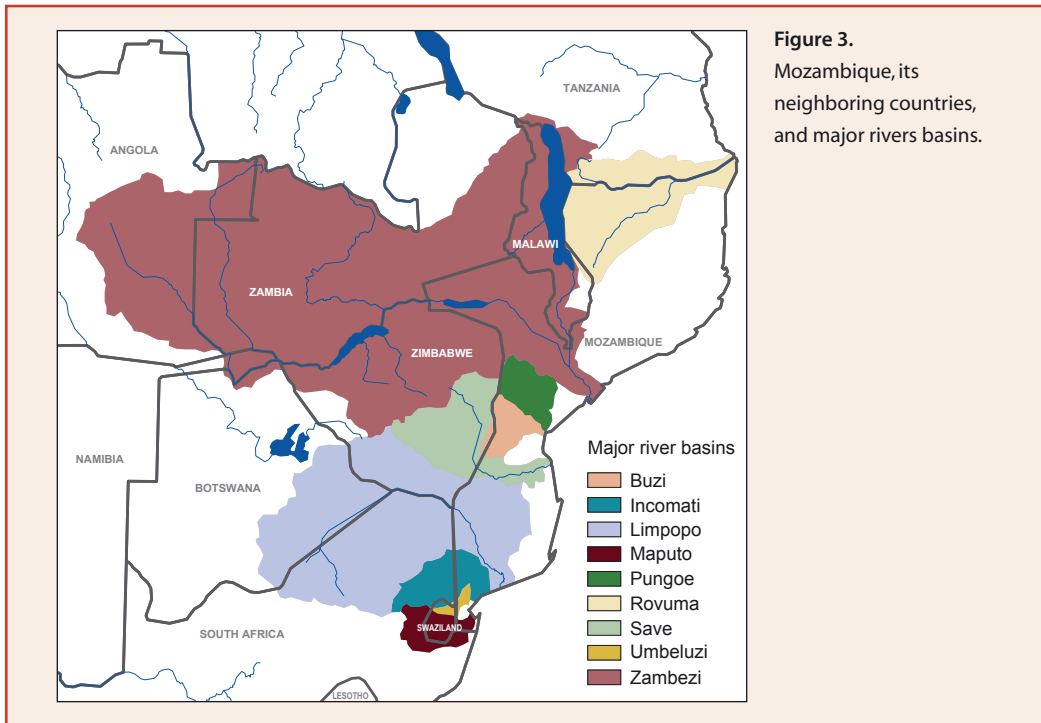 Figure 3.
Mozambique, its
neighboring countries,
and major rivers basins.
TANZANIA
ANGOLA
MALAWI
ZAMBIA
MOZAMBIQUE
ZIMBABWE
NAMIBIA
BOTSWANA
SOUTH AFRICA
SWAZILAND
LESOTHO
Major river basins
Buzi
Incomati
Limpopo
Maputo
Pungoe
Rovuma
Save
Umbeluzi
Zambezi